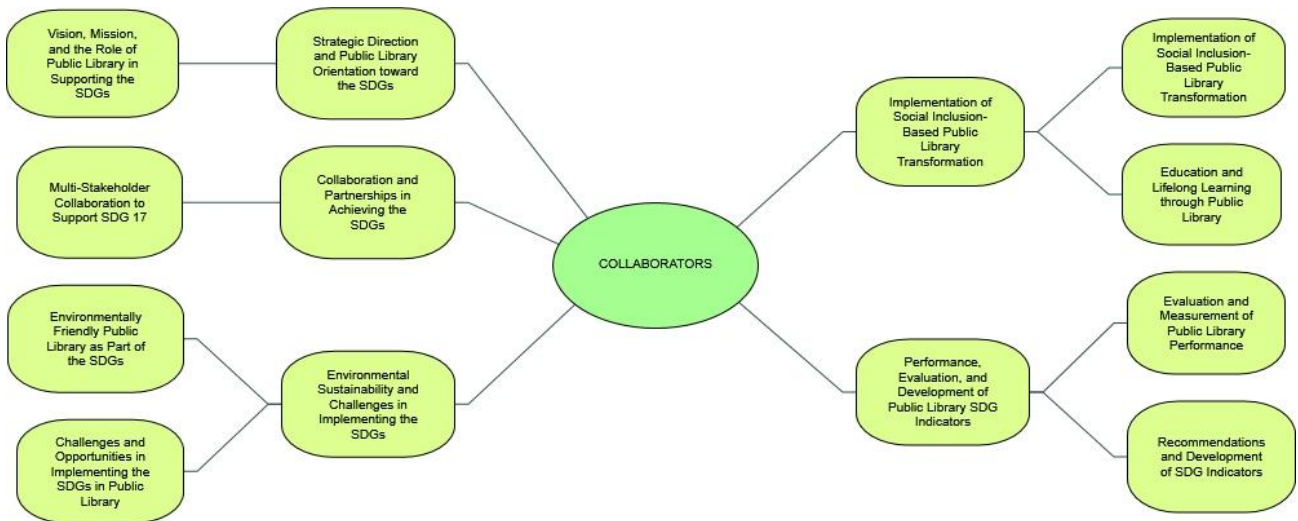 Vision, Mission,
and the Role of
Public Library in
Supporting the
SDGs
Strategic Direction
and Public Library
Orientation toward
the SDGs
Multi-Stakeholder
Collaboration to
Support SDG 17
Collaboration and
Partnerships in
Achieving the
SDGs
Environmentally
Friendly Public
Library as Part of
the SDGs
Challenges and
Opportunities in
Implementing the
SDGs in Public
Library
Environmental
Sustainability and
Challenges in
Implementing the
SDGs
COLLABORATORS
Implementation of
Social Inclusion-
Based Public
Library
Transformation
Implementation of
Social Inclusion-
Based Public
Library
Transformation
Education and
Lifelong Learning
through Public
Library
Performance,
Evaluation, and
Development of
Public Library SDG
Indicators
Evaluation and
Measurement of
Public Library
Performance
Recommendations
and Development
of SDG Indicators